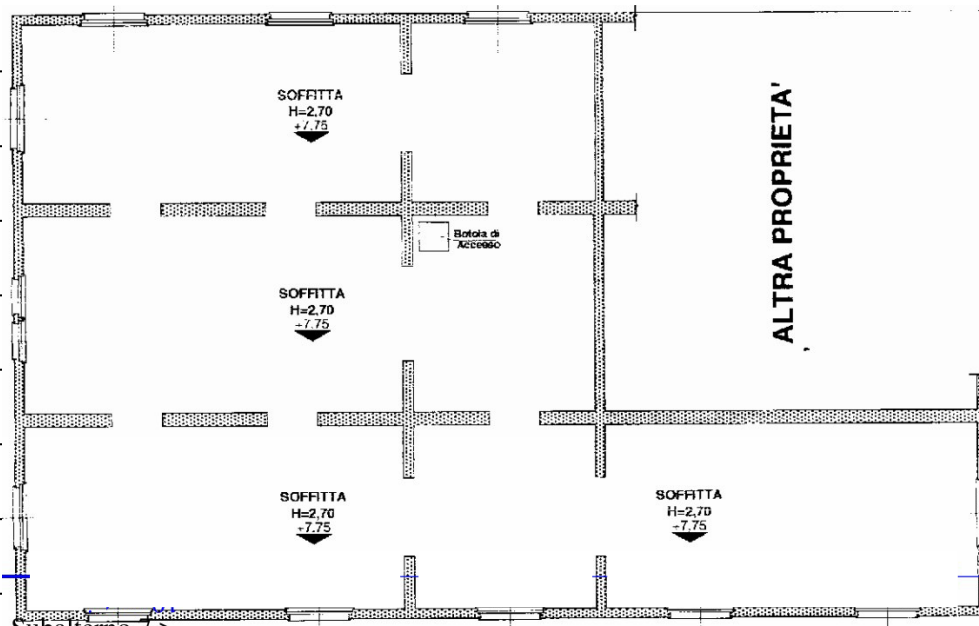 SOFFITTA
H=2,70
+7,75
ALTRA PROPRIETA'
Botola di
Accesso
SOFFITTA
H=2,70
+7,75
SOFFITTA
H=2,70
+7,75
SOFFITTA
H=2,70
+7,75